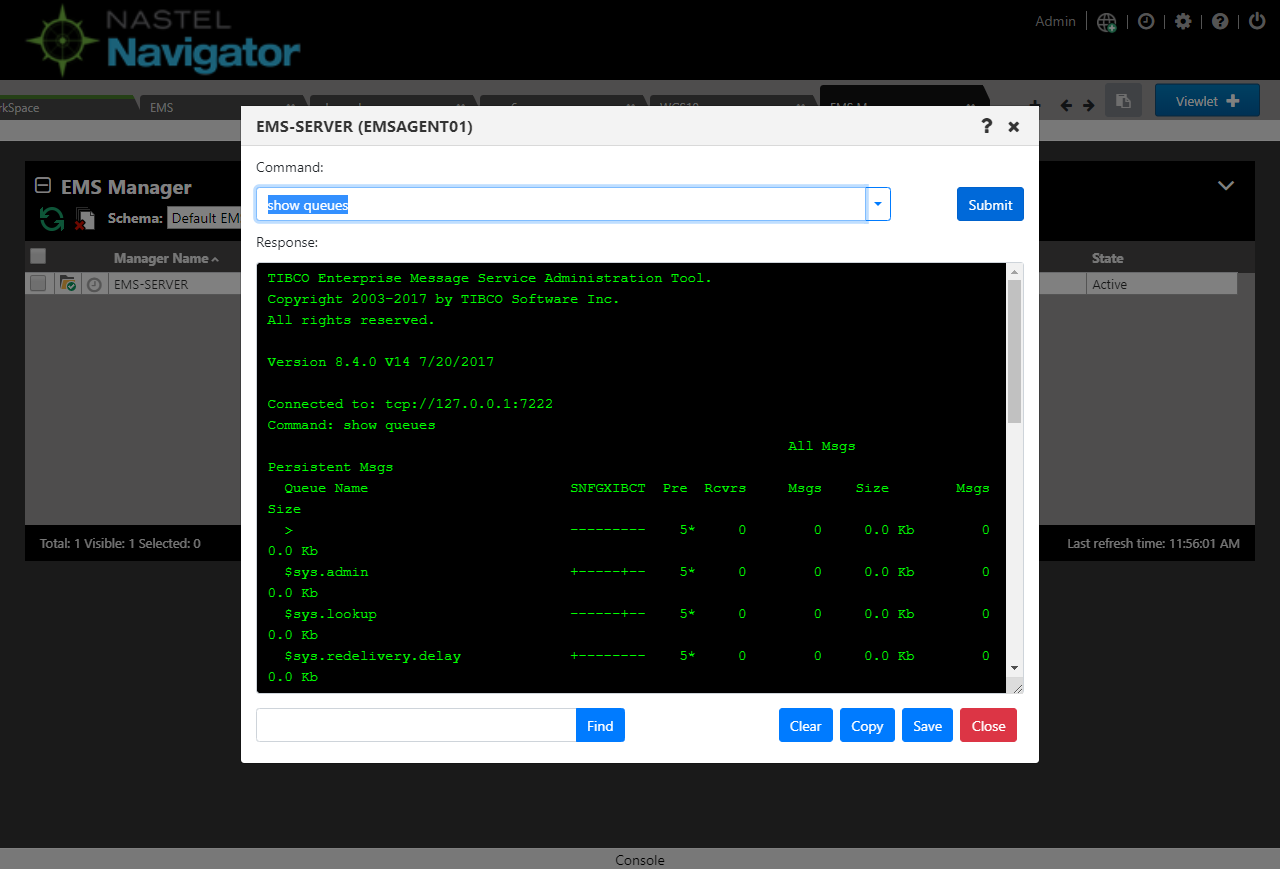 NASTEL
Navigator
Admin
EMS
Viewlet
EMS-SERVER (EMSAGENT01)
?
Command:
show queues
Submit
Response:
TIBCO Enterprise Message Service Administration Tool.
Copyright 2003-2017 by TIBCO Software Inc.
All rights reserved.
Version 8.4.0 V14 7/20/2017
Connected to: tcp://127.0.0.1:7222
Command: show queues
All Msgs
Persistent Msgs
Queue Name SNFGXIBCT Pre Rcvrs Msgs Size Msgs
Size
> --------- 5* 0 0 0.0 Kb 0
0.0 Kb
$sys.admin +-----+-- 5* 0 0 0.0 Kb 0
0.0 Kb
$sys.lookup ------+-- 5* 0 0 0.0 Kb 0
0.0 Kb
$sys.redelivery.delay +-------- 5* 0 0 0.0 Kb 0
0.0 Kb
Find
Clear Copy Save Close
EMS Manager
Schema: Default EM
Manager Name State
EMS-SERVER Active
Total: 1 Visible: 1 Selected: 0 Last refresh time: 11:56:01 AM
Console